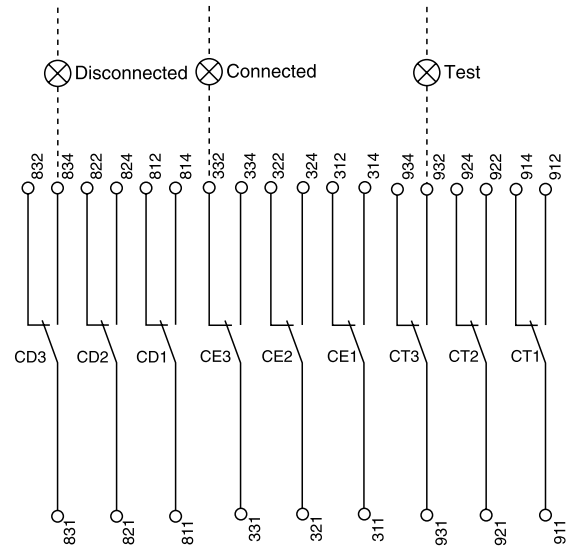 Disconnected
Connected
Test
832
834
822
824
812
814
332
334
322
324
312
314
934
932
924
922
914
912
CD3
CD2
CD1
CE3
CE2
CE1
CT3
CT2
CT1
831
821
811
331
321
311
931
921
911